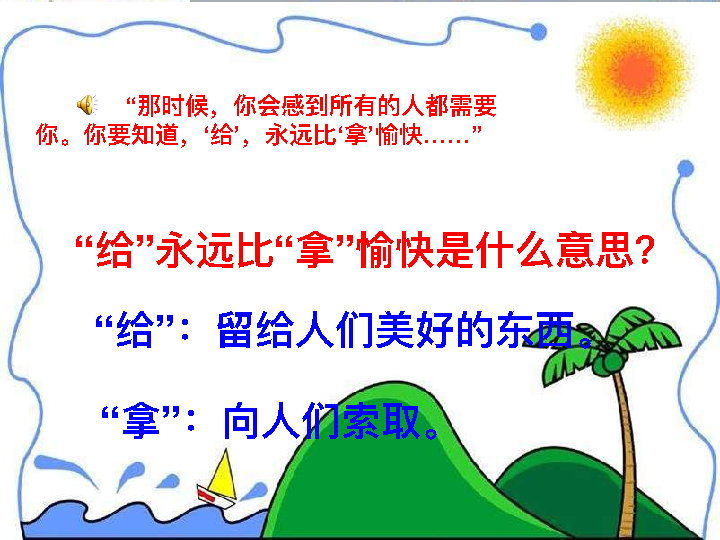 “那时候，你会感到所有的人都需要
你。你要知道，‘给’，永远比‘拿’愉快……”
“给”永远比“拿”愉快是什么意思？
“给”：留给人们美好的东西。
“拿”：向人们索取。